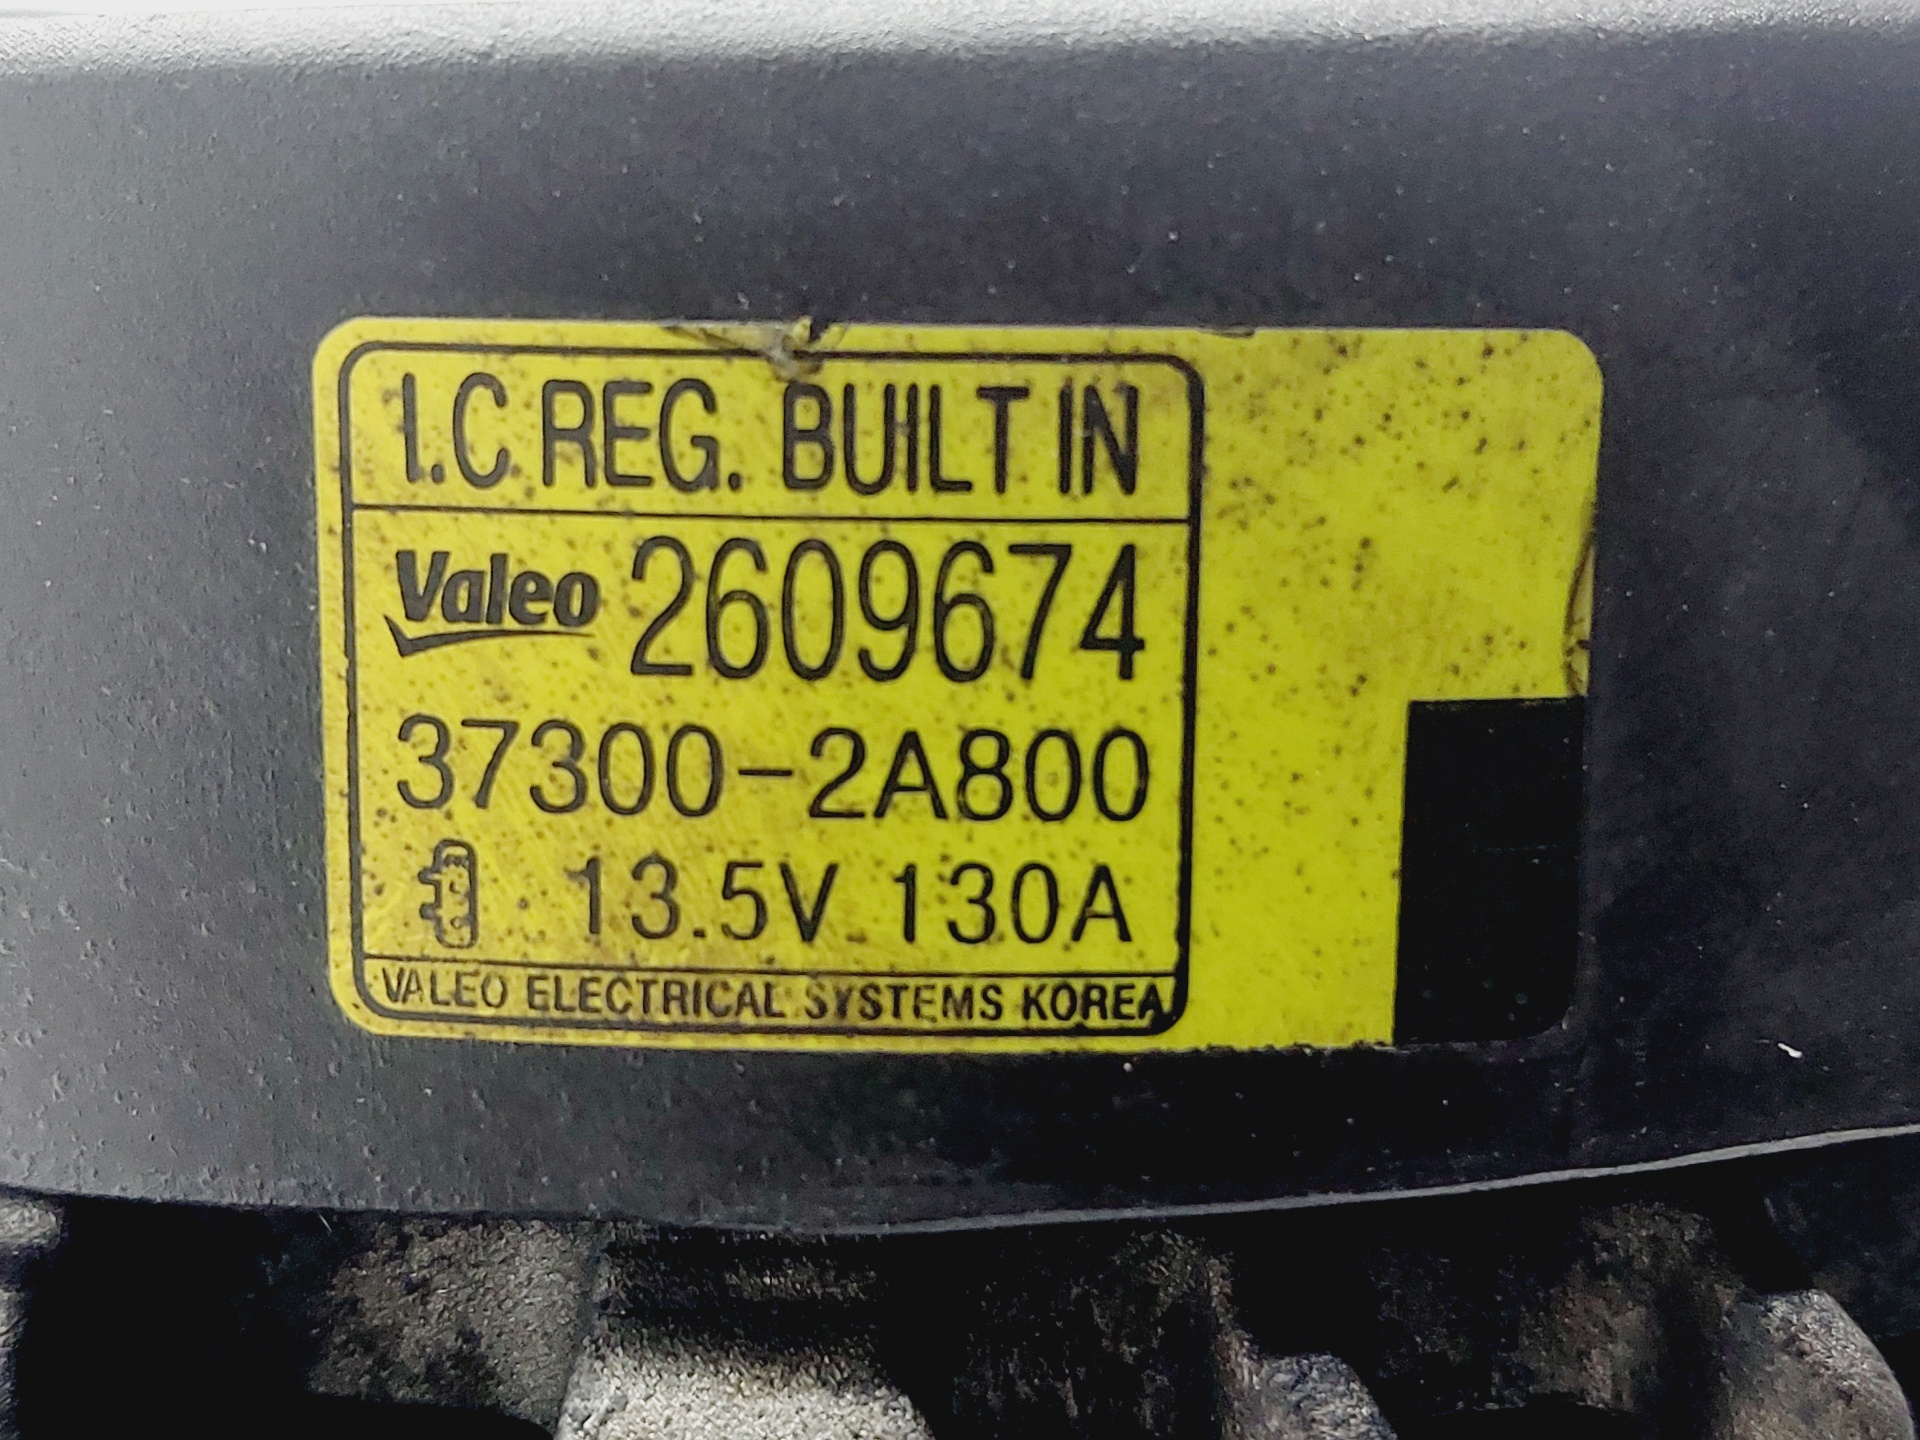 I.C REG. BUILT IN
Valeo 2609674
37300-2A800
13.5V 130A
VALEO ELECTRICAL SYSTEMS KOREA